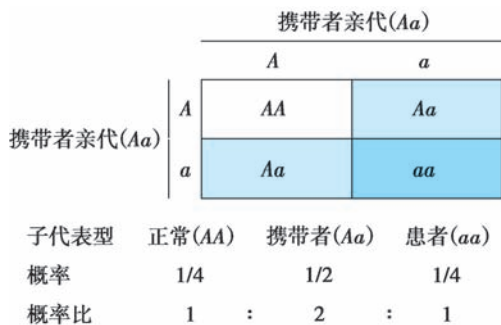 携带者亲代(Aa)
A a
A AA Aa
携带者亲代(Aa)
a Aa aa
子代表型 正常(AA) 携带者(Aa) 患者(aa)
概率 1/4 1/2 1/4
概率比 1 : 2 : 1